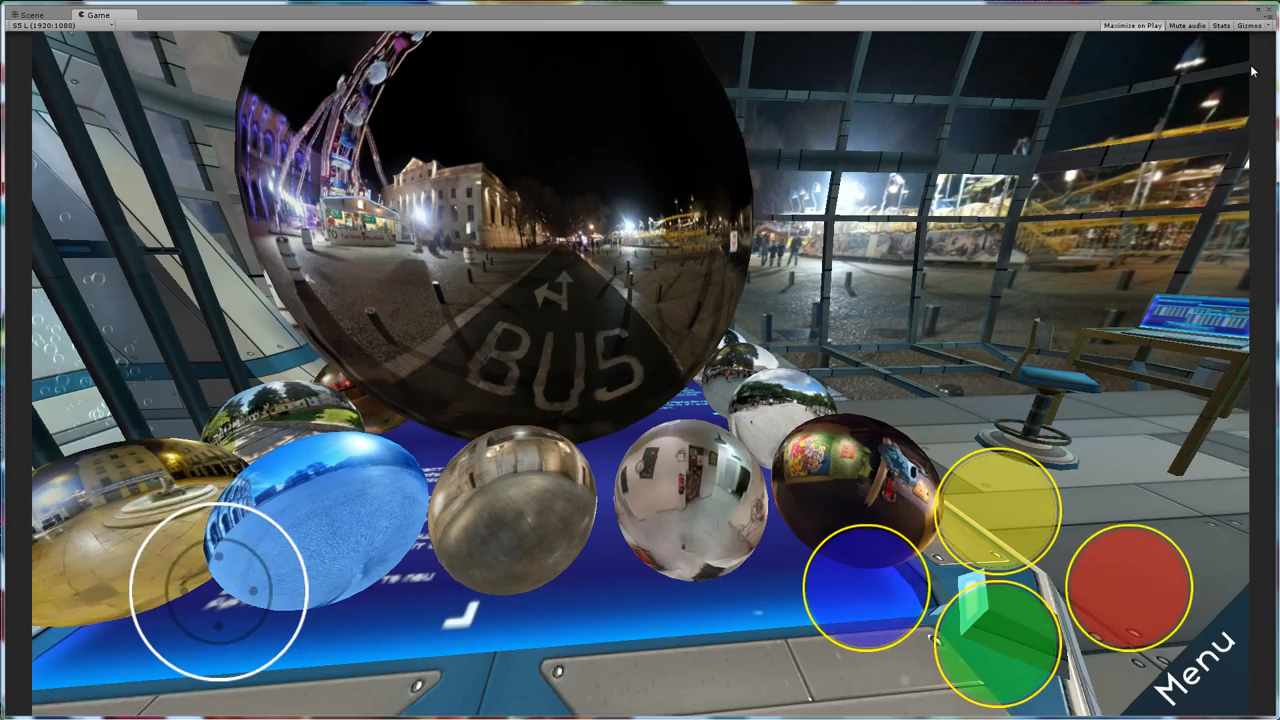 Scene
Game
S5 L (1920:1080)
Maximize on Play
Mute audio
Stats
Gizmos
BUS
Menu